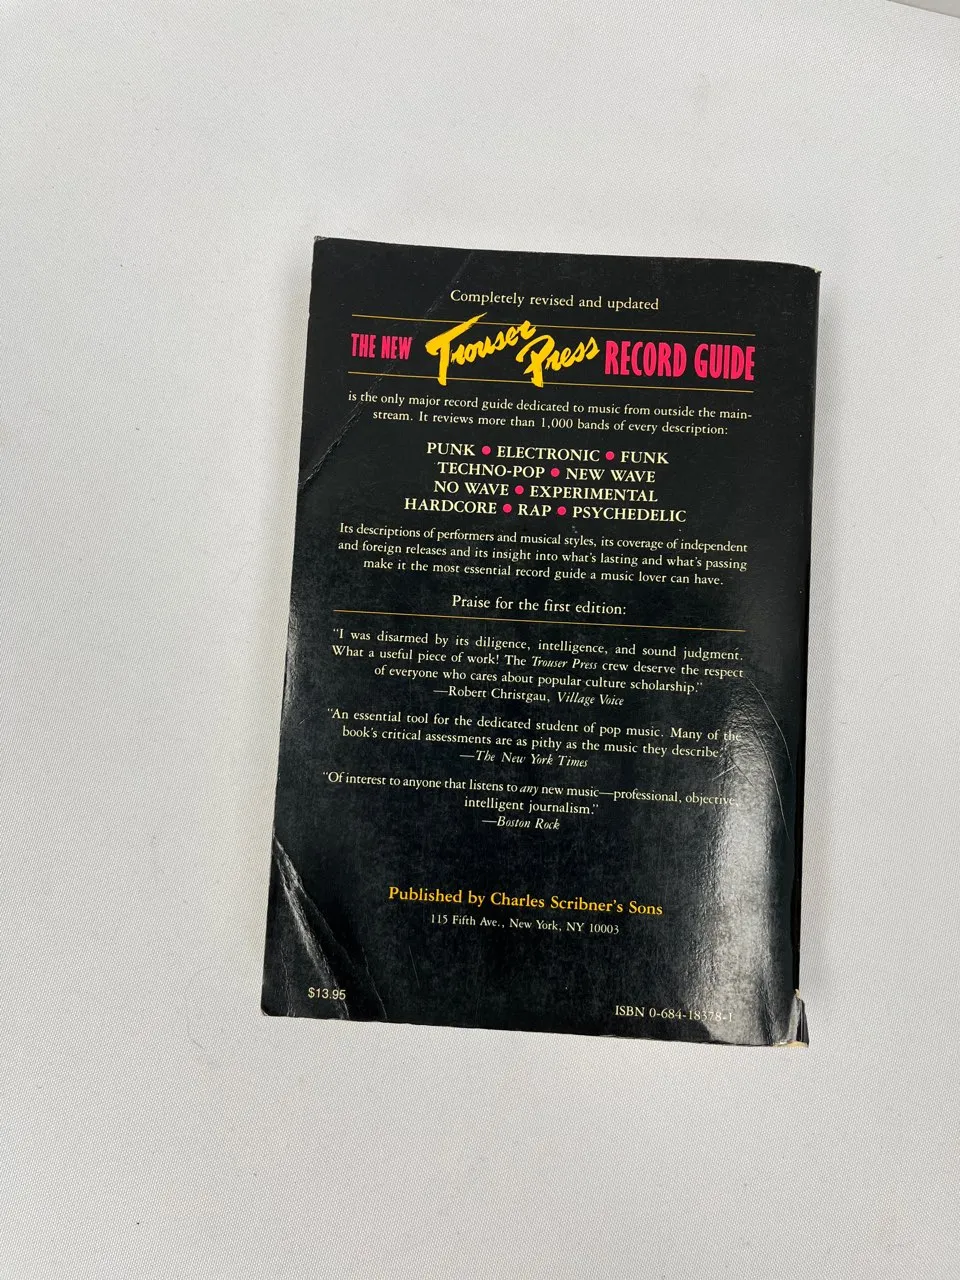 Completely revised and updated
THE NEW Trouser Press RECORD GUIDE
is the only major record guide dedicated to music from outside the main-
stream. It reviews more than 1,000 bands of every description:
PUNK ● ELECTRONIC ● FUNK
TECHNO-POP ● NEW WAVE
NO WAVE ● EXPERIMENTAL
HARDCORE ● RAP ● PSYCHEDELIC
Its descriptions of performers and musical styles, its coverage of independent
and foreign releases and its insight into what's lasting and what's passing
make it the most essential record guide a music lover can have.
Praise for the first edition:
"I was disarmed by its diligence, intelligence, and sound judgment.
What a useful piece of work! The Trouser Press crew deserve the respect
of everyone who cares about popular culture scholarship."
—Robert Christgau, Village Voice
"An essential tool for the dedicated student of pop music. Many of the
book's critical assessments are as pithy as the music they describe."
—The New York Times
"Of interest to anyone that listens to any new music—professional, objective,
intelligent journalism."
—Boston Rock
Published by Charles Scribner's Sons
115 Fifth Ave., New York, NY 10003
$13.95
ISBN 0-684-18378-1